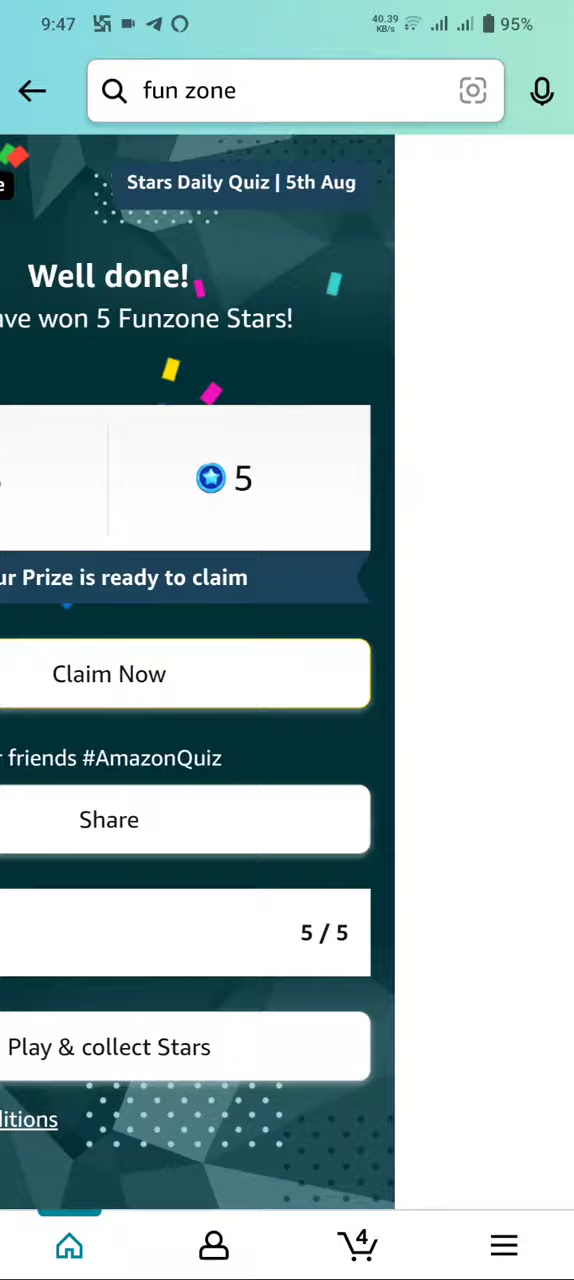 9:47 40.39 KB/s 95%
fun zone
e
Stars Daily Quiz | 5th Aug
Well done!
ave won 5 Funzone Stars!
5
ur Prize is ready to claim
Claim Now
r friends #AmazonQuiz
Share
5 / 5
Play & collect Stars
ditions
4